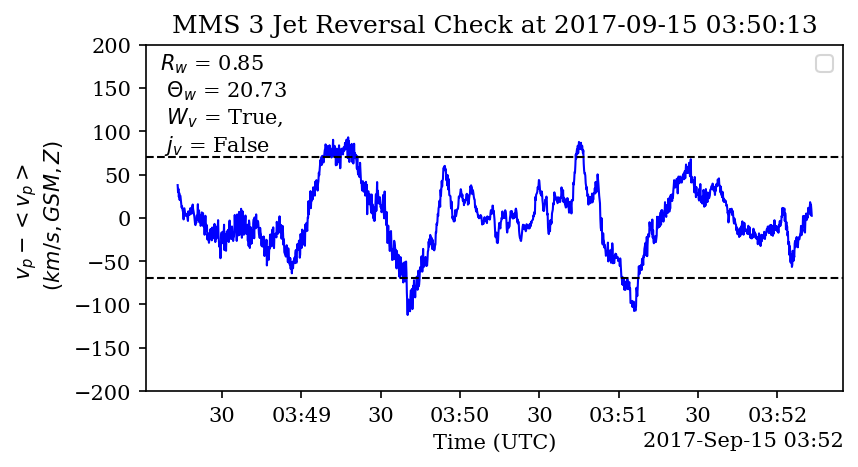 MMS 3 Jet Reversal Check at 2017-09-15 03:50:13
R_w = 0.85
Θ_w = 20.73
W_v = True,
j_v = False
200
150
100
50
0
−50
−100
−150
−200
v_p − < v_p >
(km/s, GSM, Z)
30 03:49 30 03:50 30 03:51 30 03:52
Time (UTC)
2017-Sep-15 03:52